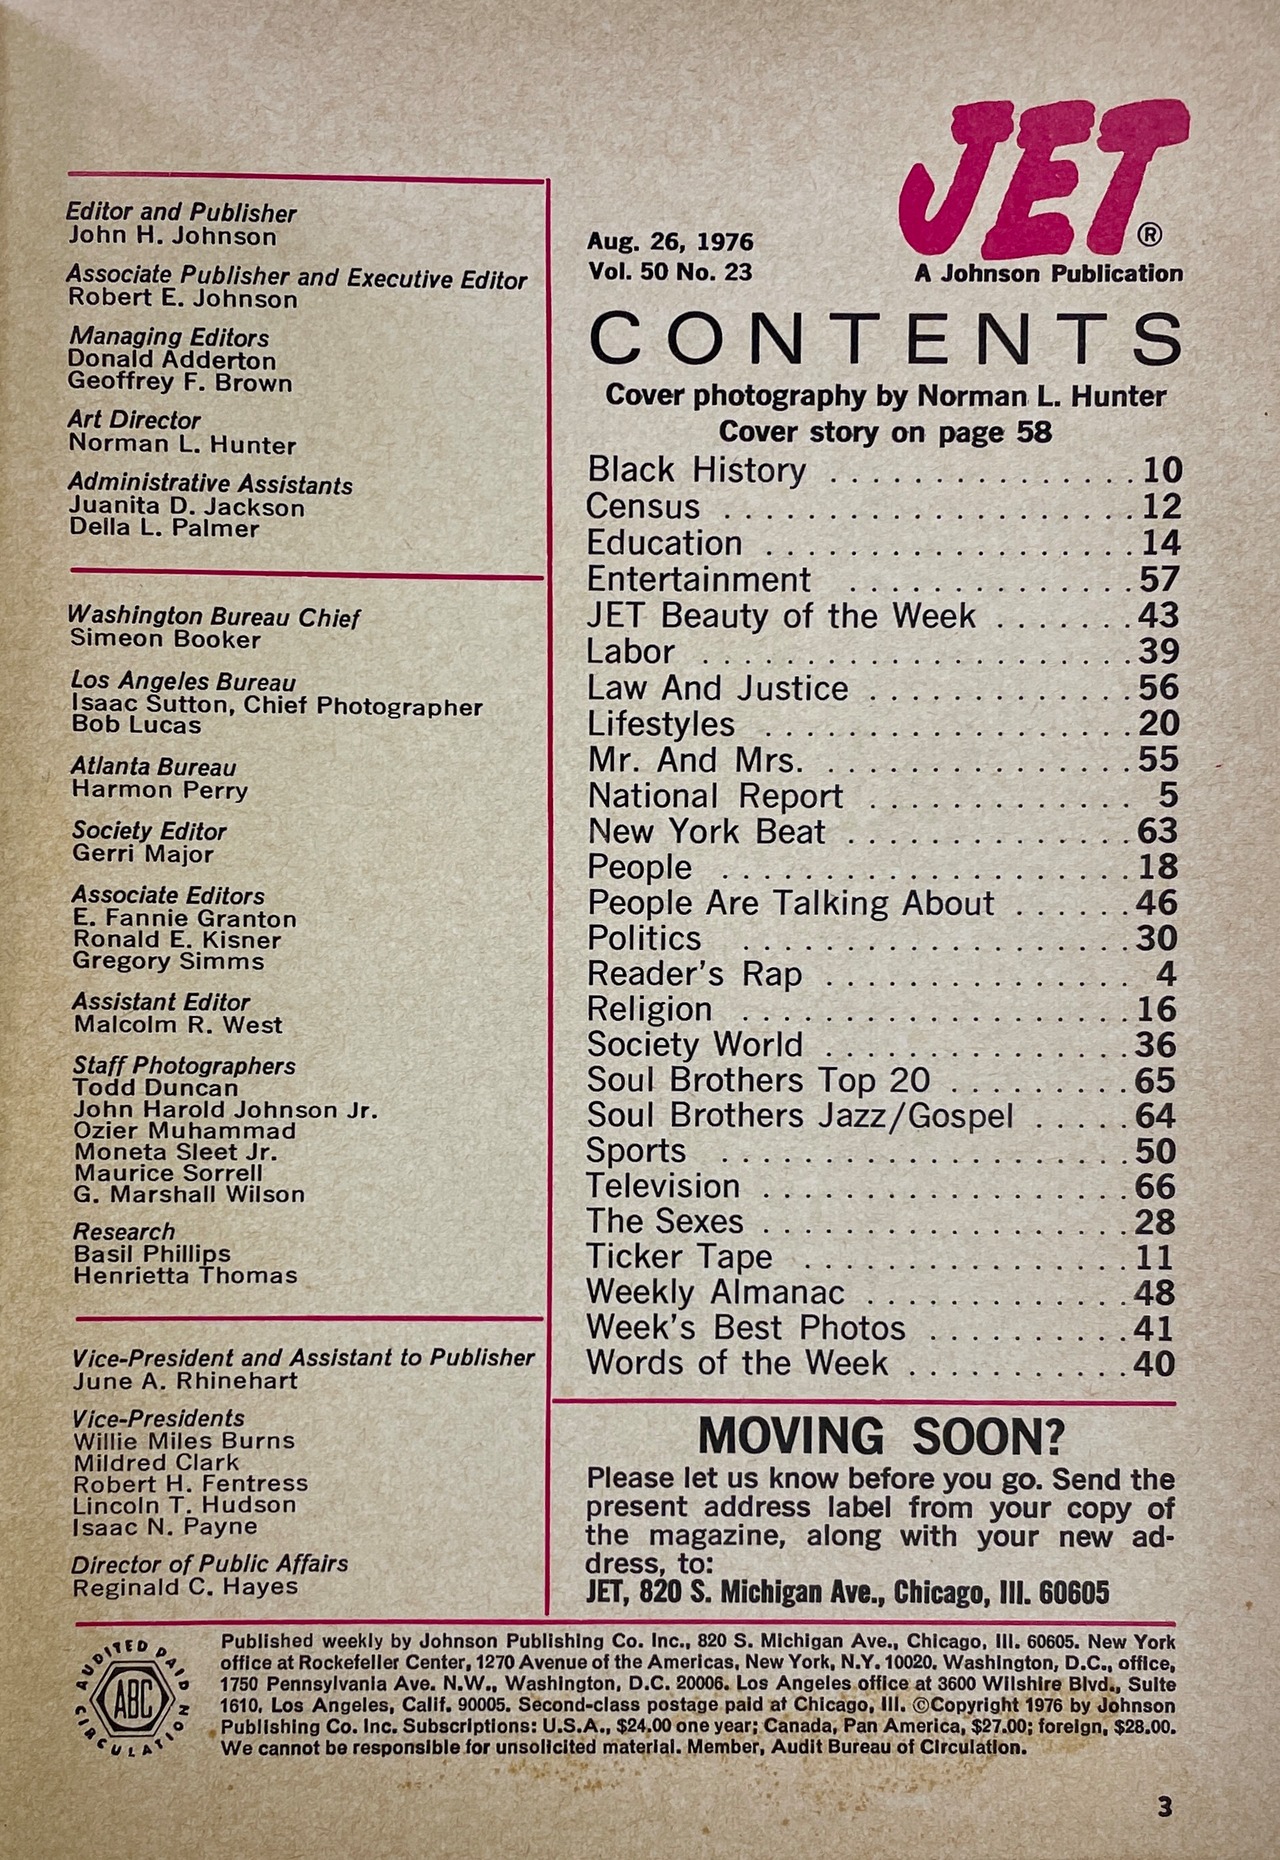 Editor and Publisher
John H. Johnson
Associate Publisher and Executive Editor
Robert E. Johnson
Managing Editors
Donald Adderton
Geoffrey F. Brown
Art Director
Norman L. Hunter
Administrative Assistants
Juanita D. Jackson
Della L. Palmer
Washington Bureau Chief
Simeon Booker
Los Angeles Bureau
Isaac Sutton, Chief Photographer
Bob Lucas
Atlanta Bureau
Harmon Perry
Society Editor
Gerri Major
Associate Editors
E. Fannie Granton
Ronald E. Kisner
Gregory Simms
Assistant Editor
Malcolm R. West
Staff Photographers
Todd Duncan
John Harold Johnson Jr.
Ozier Muhammad
Moneta Sleet Jr.
Maurice Sorrell
G. Marshall Wilson
Research
Basil Phillips
Henrietta Thomas
Vice-President and Assistant to Publisher
June A. Rhinehart
Vice-Presidents
Willie Miles Burns
Mildred Clark
Robert H. Fentress
Lincoln T. Hudson
Isaac N. Payne
Director of Public Affairs
Reginald C. Hayes
JET®
Aug. 26, 1976
Vol. 50 No. 23
A Johnson Publication
CONTENTS
Cover photography by Norman L. Hunter
Cover story on page 58
Black History . . . . . . . . . . . . . . . 10
Census . . . . . . . . . . . . . . . . . . . . 12
Education . . . . . . . . . . . . . . . . . . 14
Entertainment . . . . . . . . . . . . . . 57
JET Beauty of the Week . . . . . . . 43
Labor . . . . . . . . . . . . . . . . . . . . . 39
Law And Justice . . . . . . . . . . . . . 56
Lifestyles . . . . . . . . . . . . . . . . . . 20
Mr. And Mrs. . . . . . . . . . . . . . . . 55
National Report . . . . . . . . . . . . . 5
New York Beat . . . . . . . . . . . . . . 63
People . . . . . . . . . . . . . . . . . . . . 18
People Are Talking About . . . . . . 46
Politics . . . . . . . . . . . . . . . . . . . 30
Reader's Rap . . . . . . . . . . . . . . . 4
Religion . . . . . . . . . . . . . . . . . . . 16
Society World . . . . . . . . . . . . . . . 36
Soul Brothers Top 20 . . . . . . . . . 65
Soul Brothers Jazz/Gospel . . . . . 64
Sports . . . . . . . . . . . . . . . . . . . . 50
Television . . . . . . . . . . . . . . . . . . 66
The Sexes . . . . . . . . . . . . . . . . . . 28
Ticker Tape . . . . . . . . . . . . . . . . 11
Weekly Almanac . . . . . . . . . . . . . 48
Week's Best Photos . . . . . . . . . . 41
Words of the Week . . . . . . . . . . . 40
MOVING SOON?
Please let us know before you go. Send the
present address label from your copy of
the magazine, along with your new ad-
dress, to:
JET, 820 S. Michigan Ave., Chicago, Ill. 60605
AUDITED PAID CIRCULATION
ABC
Published weekly by Johnson Publishing Co. Inc., 820 S. Michigan Ave., Chicago, Ill. 60605. New York
office at Rockefeller Center, 1270 Avenue of the Americas, New York, N.Y. 10020. Washington, D.C., office,
1750 Pennsylvania Ave. N.W., Washington, D.C. 20006. Los Angeles office at 3600 Wilshire Blvd., Suite
1610, Los Angeles, Calif. 90005. Second-class postage paid at Chicago, Ill. ©Copyright 1976 by Johnson
Publishing Co. Inc. Subscriptions: U.S.A., $24.00 one year; Canada, Pan America, $27.00; foreign, $28.00.
We cannot be responsible for unsolicited material. Member, Audit Bureau of Circulation.
3